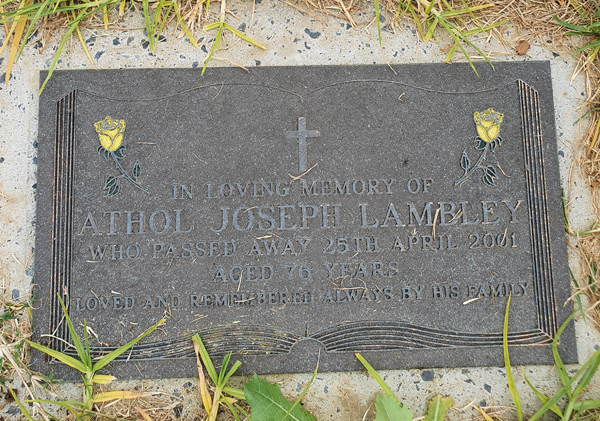 IN LOVING MEMORY OF
ATHOL JOSEPH LAMBLEY
WHO PASSED AWAY 25TH APRIL 2001
AGED 76 YEARS
LOVED AND REMEMBERED ALWAYS BY HIS FAMILY